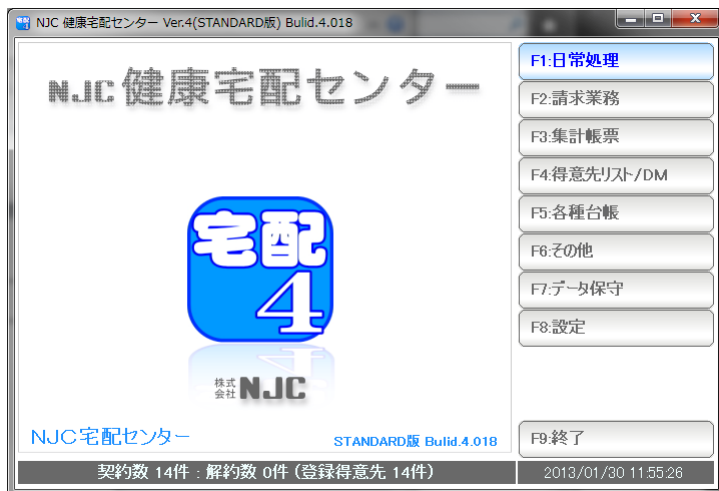 NJC 健康宅配センター Ver.4(STANDARD版) Bulid.4.018
NJC 健康宅配センター
宅配
4
株式会社 NJC
NJC宅配センター
STANDARD版 Bulid.4.018
F1:日常処理
F2:請求業務
F3:集計帳票
F4:得意先リスト/DM
F5:各種台帳
F6:その他
F7:データ保守
F8:設定
F9:終了
契約数 14件 : 解約数 0件 (登録得意先 14件)
2013/01/30 11:55:26